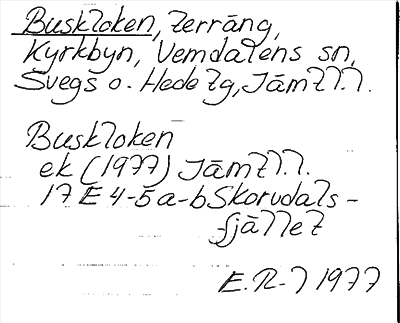 Buskloken, terräng,
Kyrkbyn, Vemdalens sn,
Svegs o. Hede tg, Jämtl.l.
Buskloken
ek (1977) Jämtl.l.
17 E 4-5 a-b Skorvdals-
fjället
E.R-l 1977